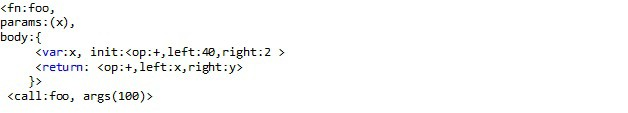 <fn:foo,
params:(x),
body:{
<var:x, init:<op:+,left:40,right:2 >
<return: <op:+,left:x,right:y>
}>
<call:foo, args(100)>